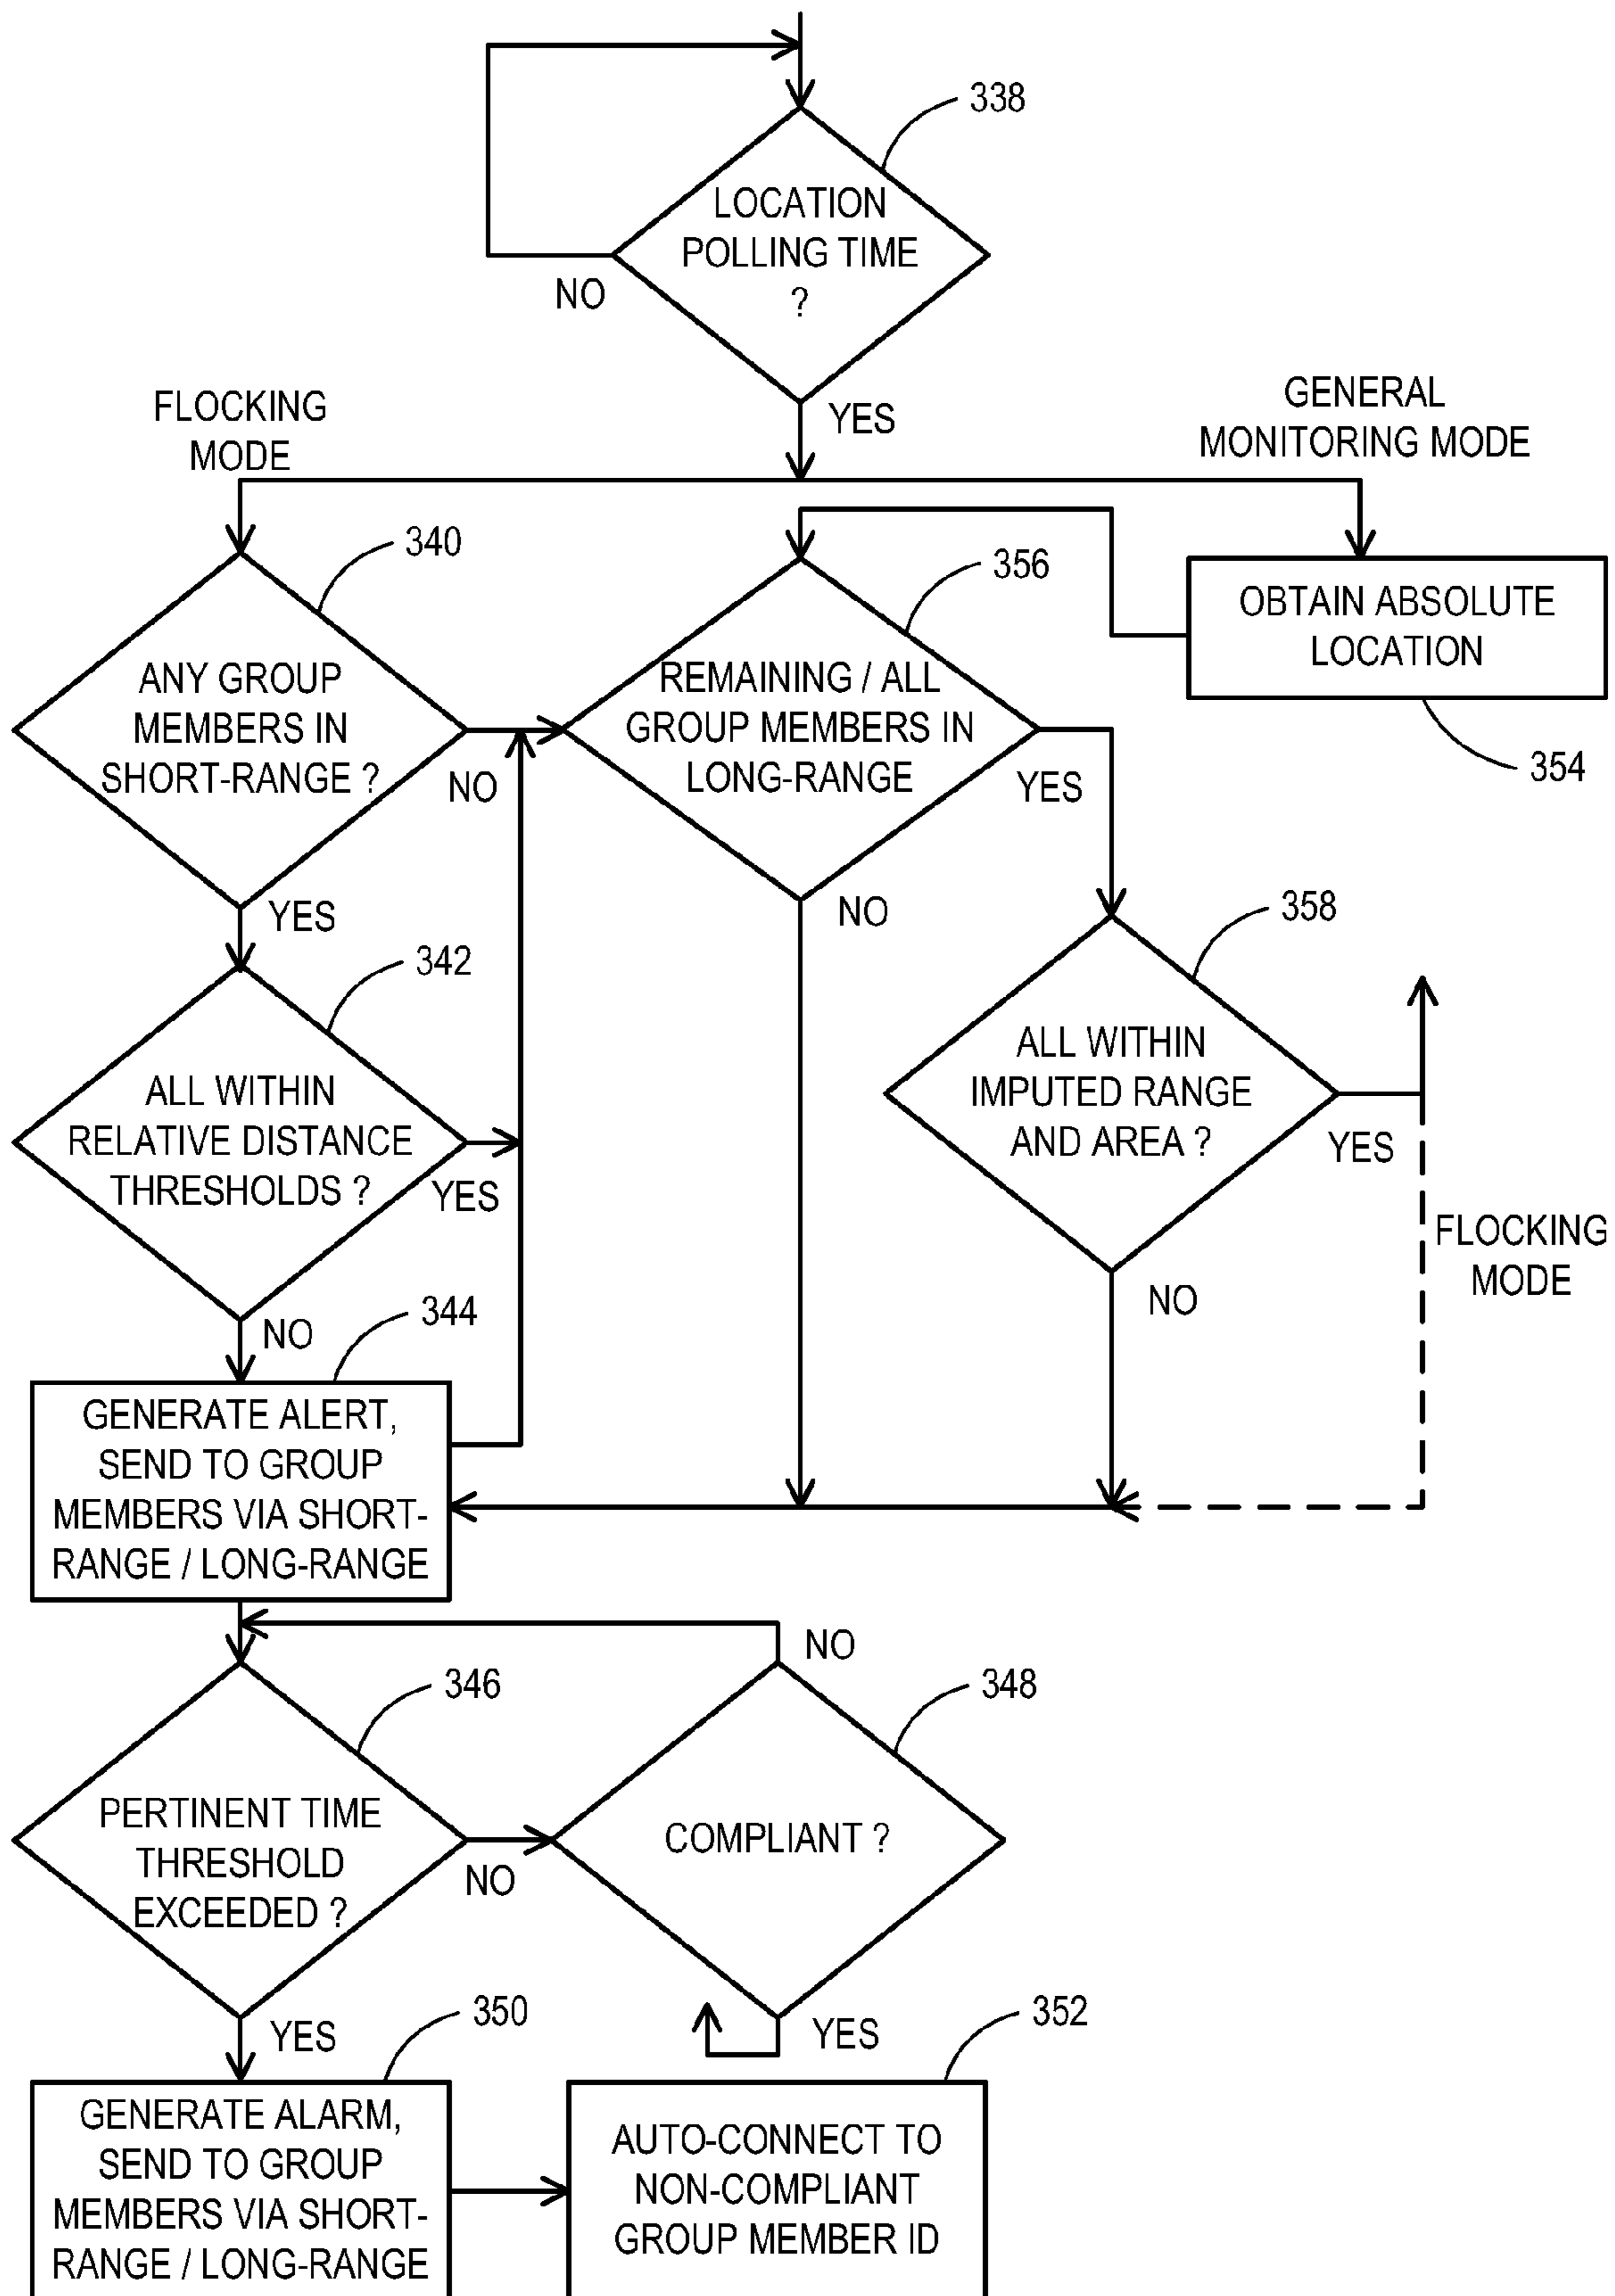 338
LOCATION
POLLING TIME
?
NO
YES
FLOCKING
MODE
GENERAL
MONITORING MODE
340
ANY GROUP
MEMBERS IN
SHORT-RANGE ?
NO
YES
356
REMAINING / ALL
GROUP MEMBERS IN
LONG-RANGE
YES
NO
OBTAIN ABSOLUTE
LOCATION
354
342
ALL WITHIN
RELATIVE DISTANCE
THRESHOLDS ?
YES
NO
358
ALL WITHIN
IMPUTED RANGE
AND AREA ?
YES
NO
FLOCKING
MODE
344
GENERATE ALERT,
SEND TO GROUP
MEMBERS VIA SHORT-
RANGE / LONG-RANGE
346
PERTINENT TIME
THRESHOLD
EXCEEDED ?
NO
YES
NO
348
COMPLIANT ?
YES
350
GENERATE ALARM,
SEND TO GROUP
MEMBERS VIA SHORT-
RANGE / LONG-RANGE
352
AUTO-CONNECT TO
NON-COMPLIANT
GROUP MEMBER ID